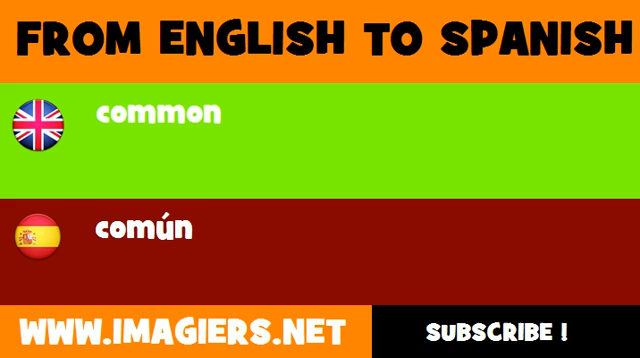 FROM ENGLISH TO SPANISH
common
común
WWW.IMAGIERS.NET
SUBSCRIBE !